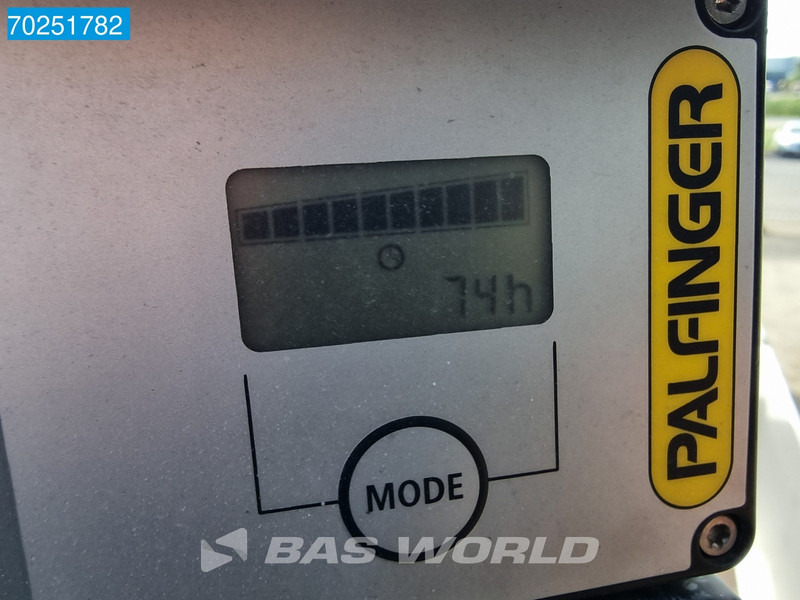 70251782
74h
MODE
PALFINGER
BAS WORLD